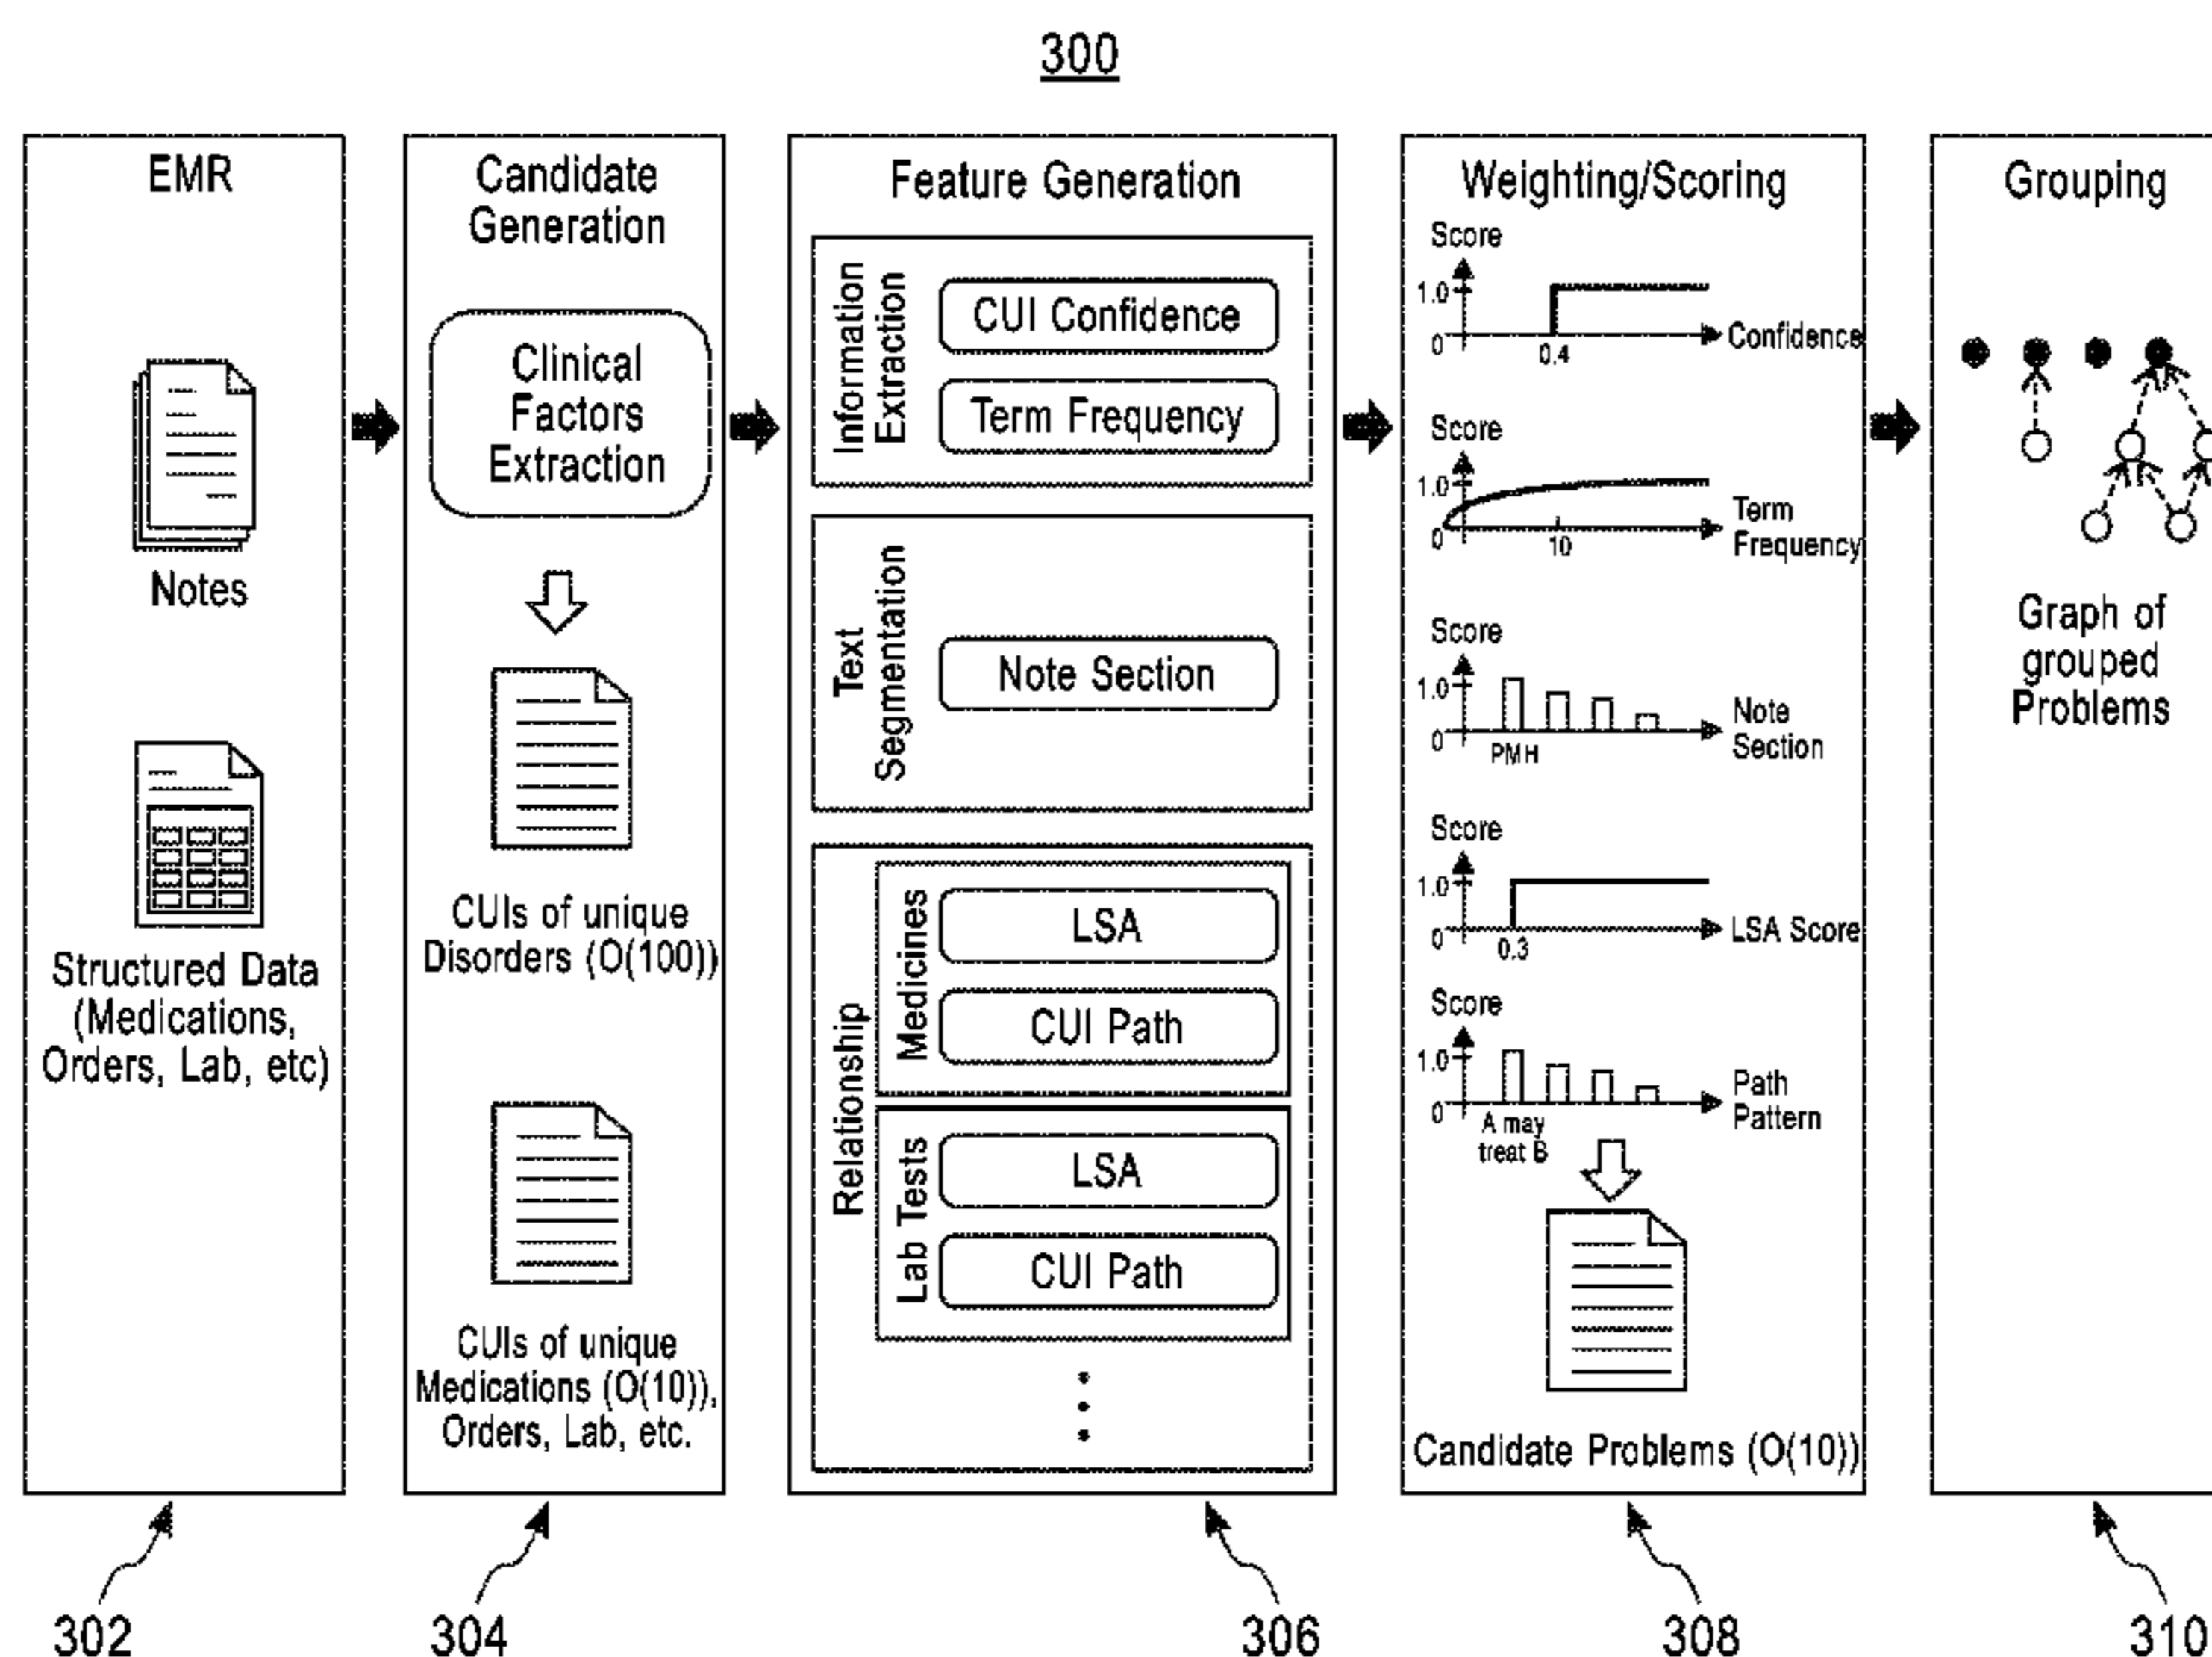 300
EMR
Notes
Structured Data
(Medications,
Orders, Lab, etc)
302
Candidate
Generation
Clinical
Factors
Extraction
CUIs of unique
Disorders (O(100))
CUIs of unique
Medications (O(10)),
Orders, Lab, etc.
304
Feature Generation
Information
Extraction
CUI Confidence
Term Frequency
Text
Segmentation
Note Section
Relationship
Medicines
LSA
CUI Path
Lab Tests
LSA
CUI Path
306
Weighting/Scoring
Score
1.0
0
0.4
Confidence
Score
1.0
0
10
Term
Frequency
Score
1.0
0
PMH
Note
Section
Score
1.0
0
0.3
LSA Score
Score
1.0
0
A may
treat B
Path
Pattern
Candidate Problems (O(10))
308
Grouping
Graph of
grouped
Problems
310